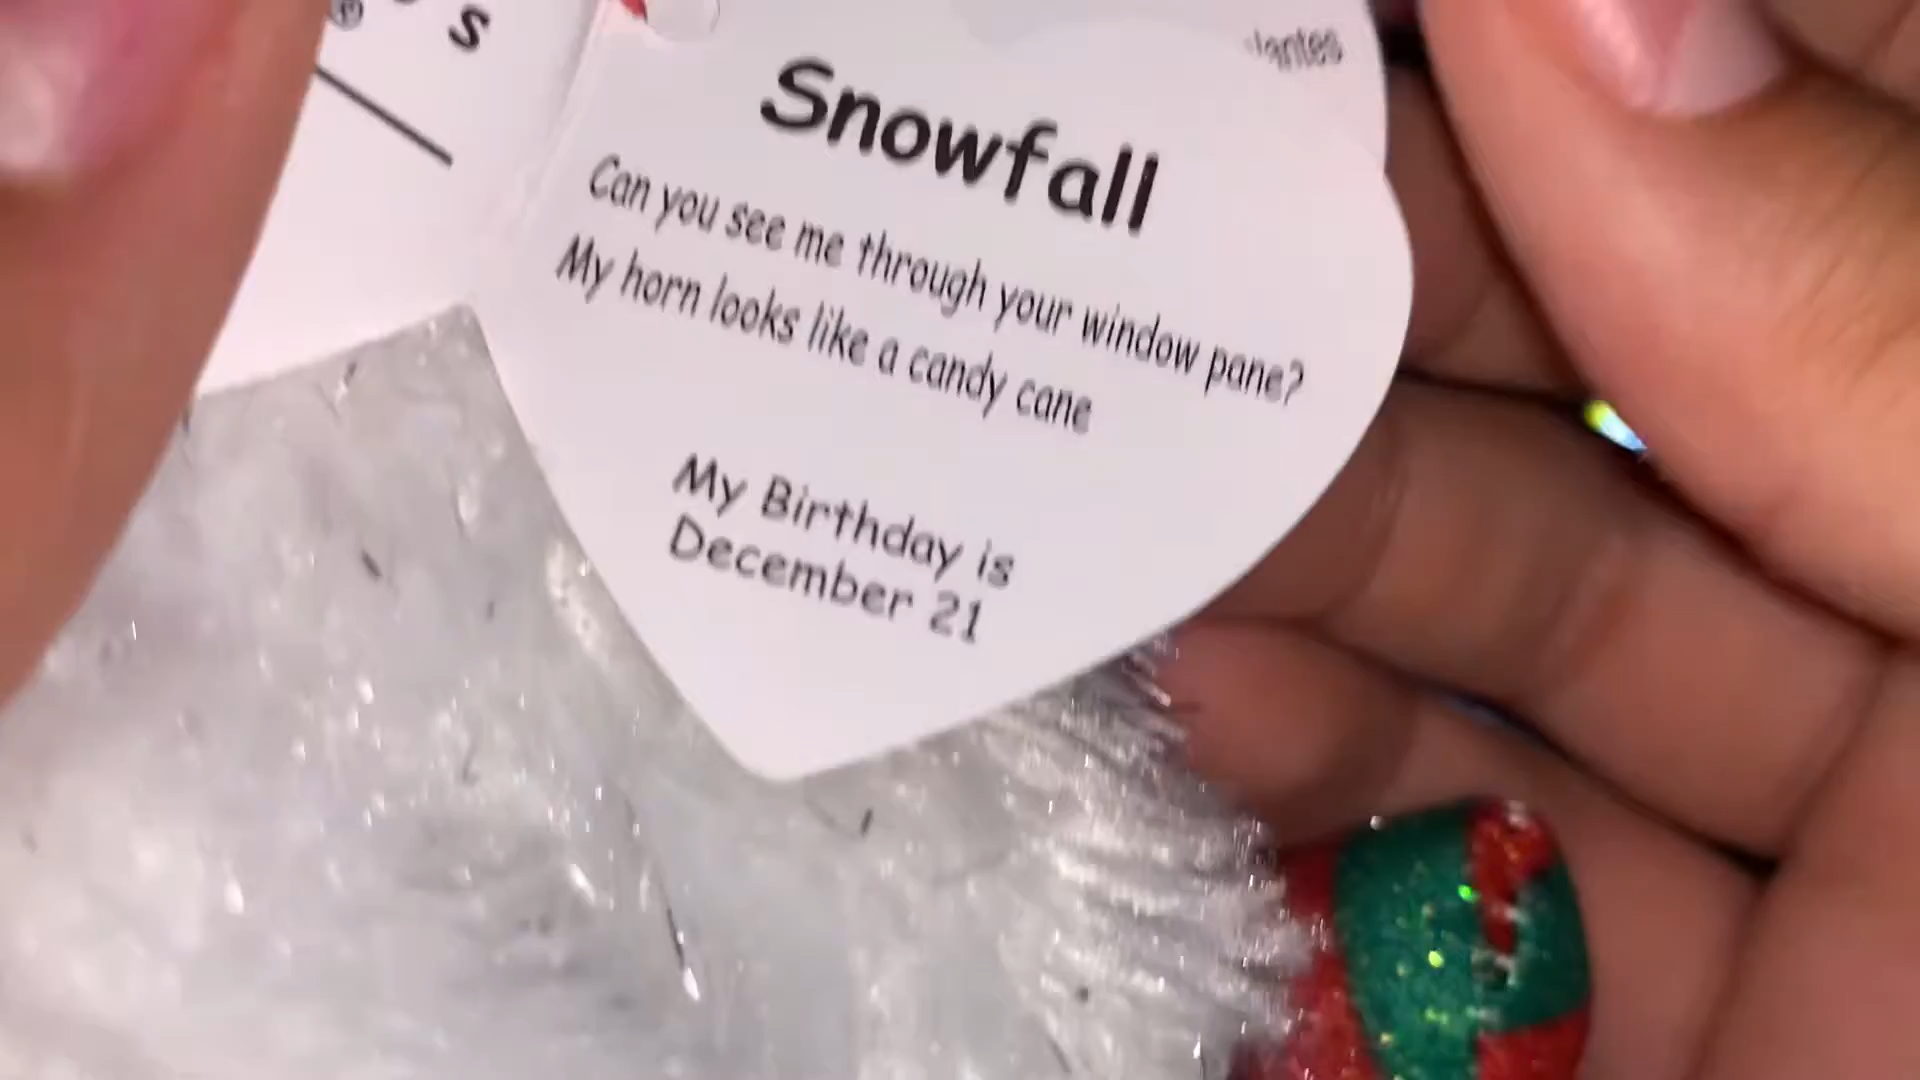 's
®
Snowfall
Can you see me through your window pane?
My horn looks like a candy cane
My Birthday is
December 21